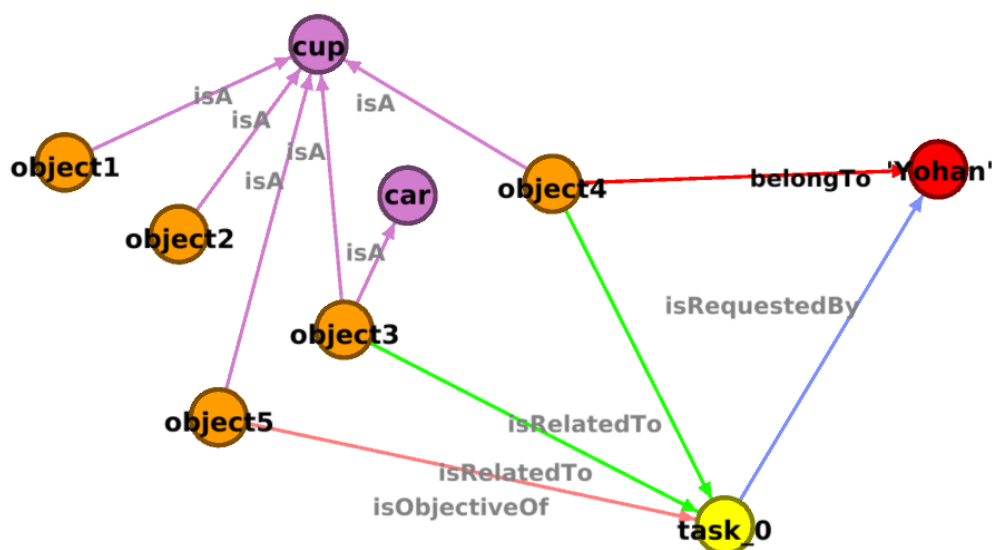 cup
isA
isA
isA
isA
isA
object1
object2
car
object4
belongTo
'Yohan'
isA
object3
isRequestedBy
object5
isRelatedTo
isRelatedTo
isObjectiveOf
task_0